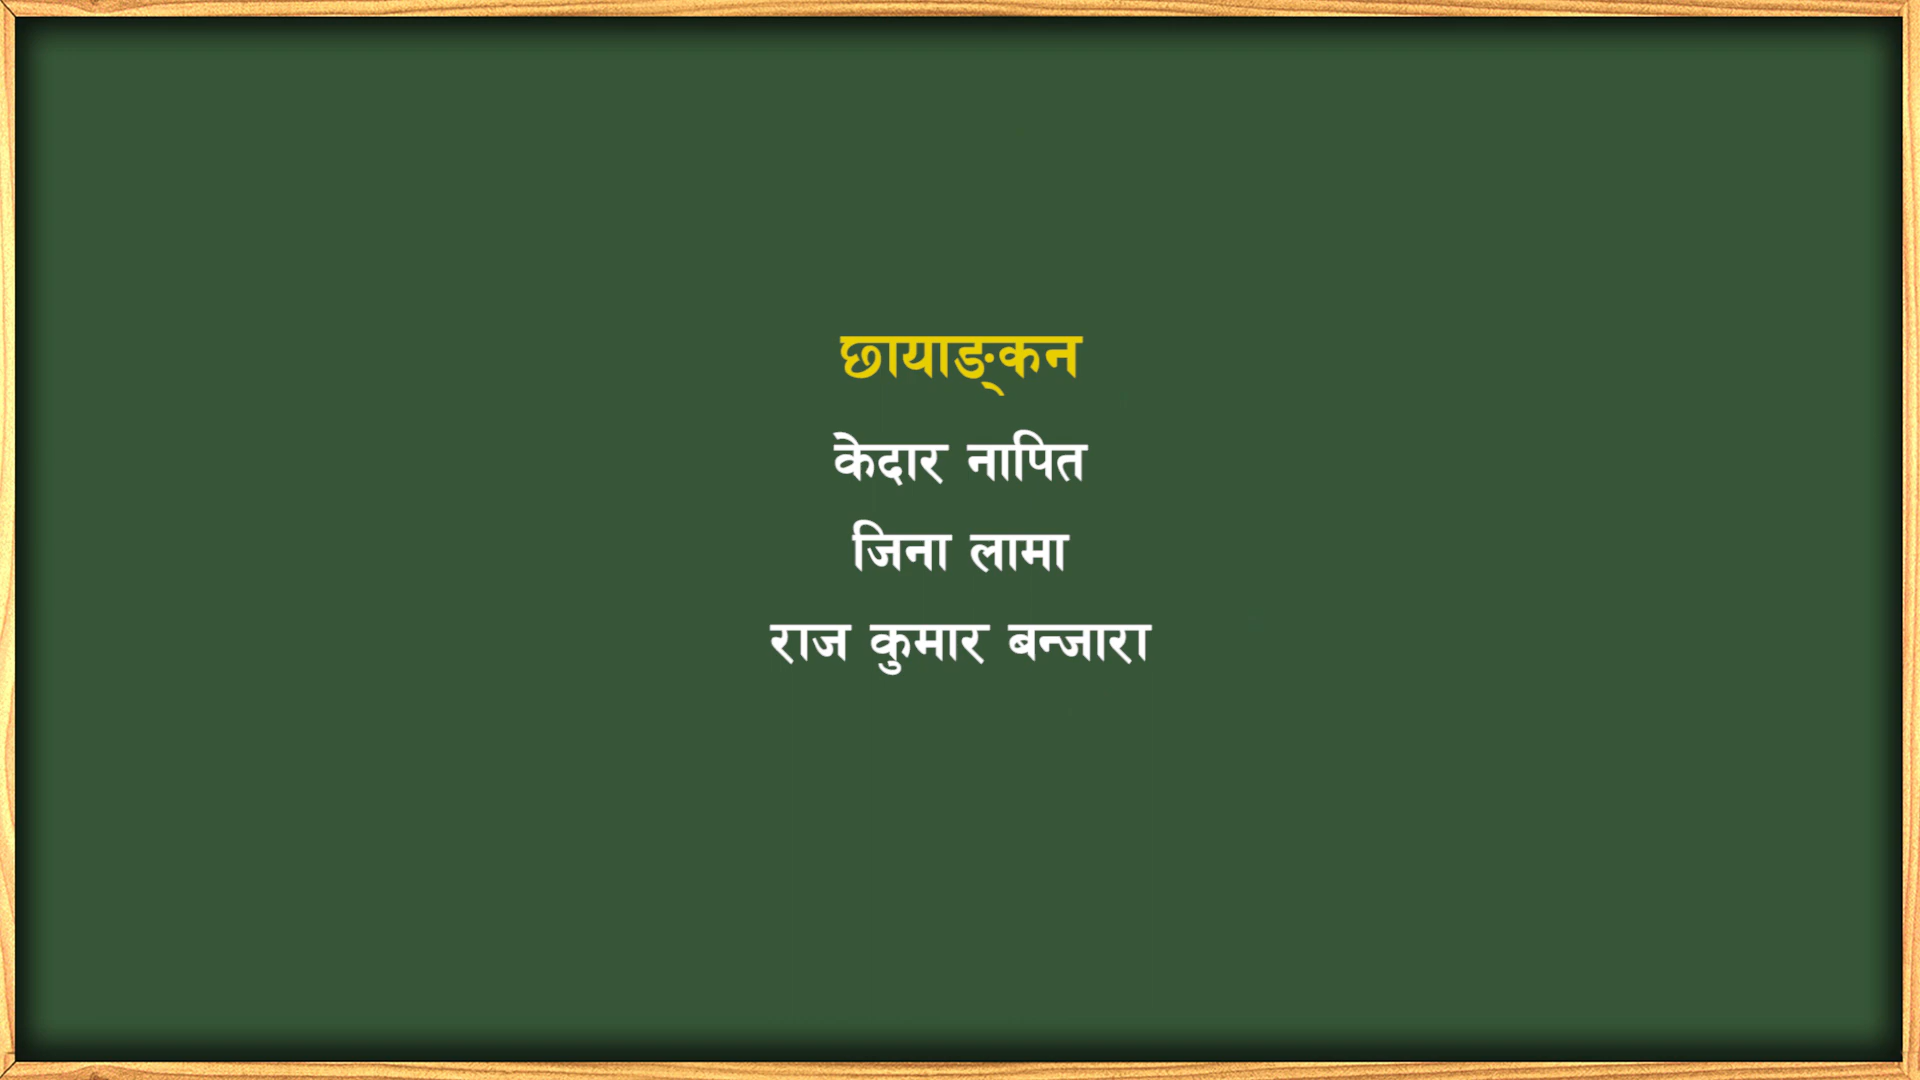 छायाङ्कन
केदार नापित
जिना लामा
राज कुमार बन्जारा